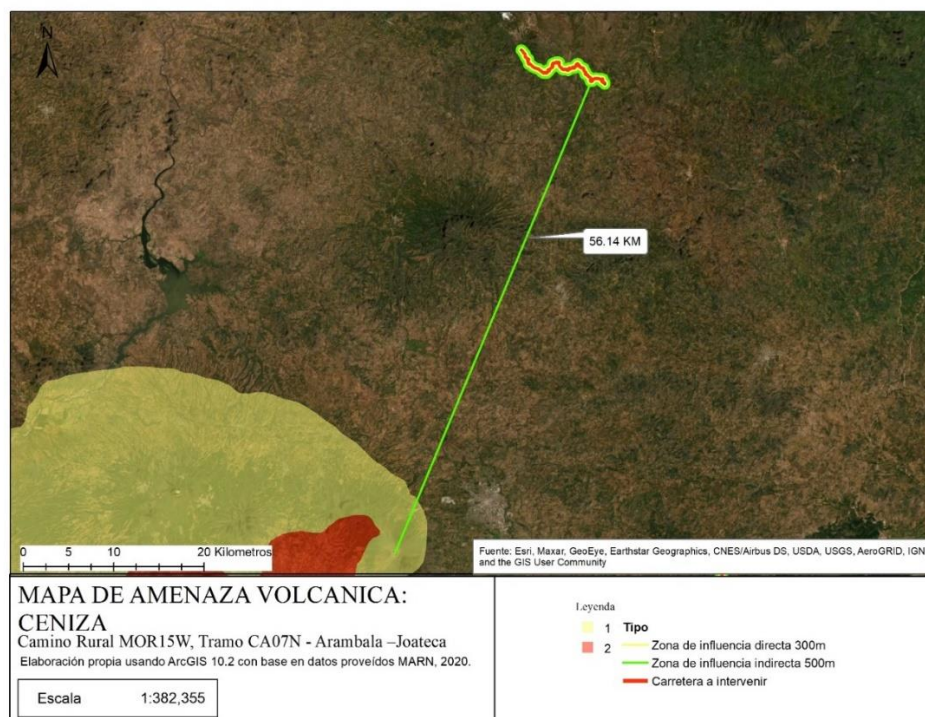 N
56.14 KM
0 5 10 20 Kilometros
Fuente: Esri, Maxar, GeoEye, Earthstar Geographics, CNES/Airbus DS, USDA, USGS, AeroGRID, IGN
and the GIS User Community
MAPA DE AMENAZA VOLCANICA:
CENIZA
Camino Rural MOR15W, Tramo CA07N - Arambala –Joateca
Elaboración propia usando ArcGIS 10.2 con base en datos proveídos MARN, 2020.
Escala 1:382,355
Leyenda
1 Tipo
2
Zona de influencia directa 300m
Zona de influencia indirecta 500m
Carretera a intervenir